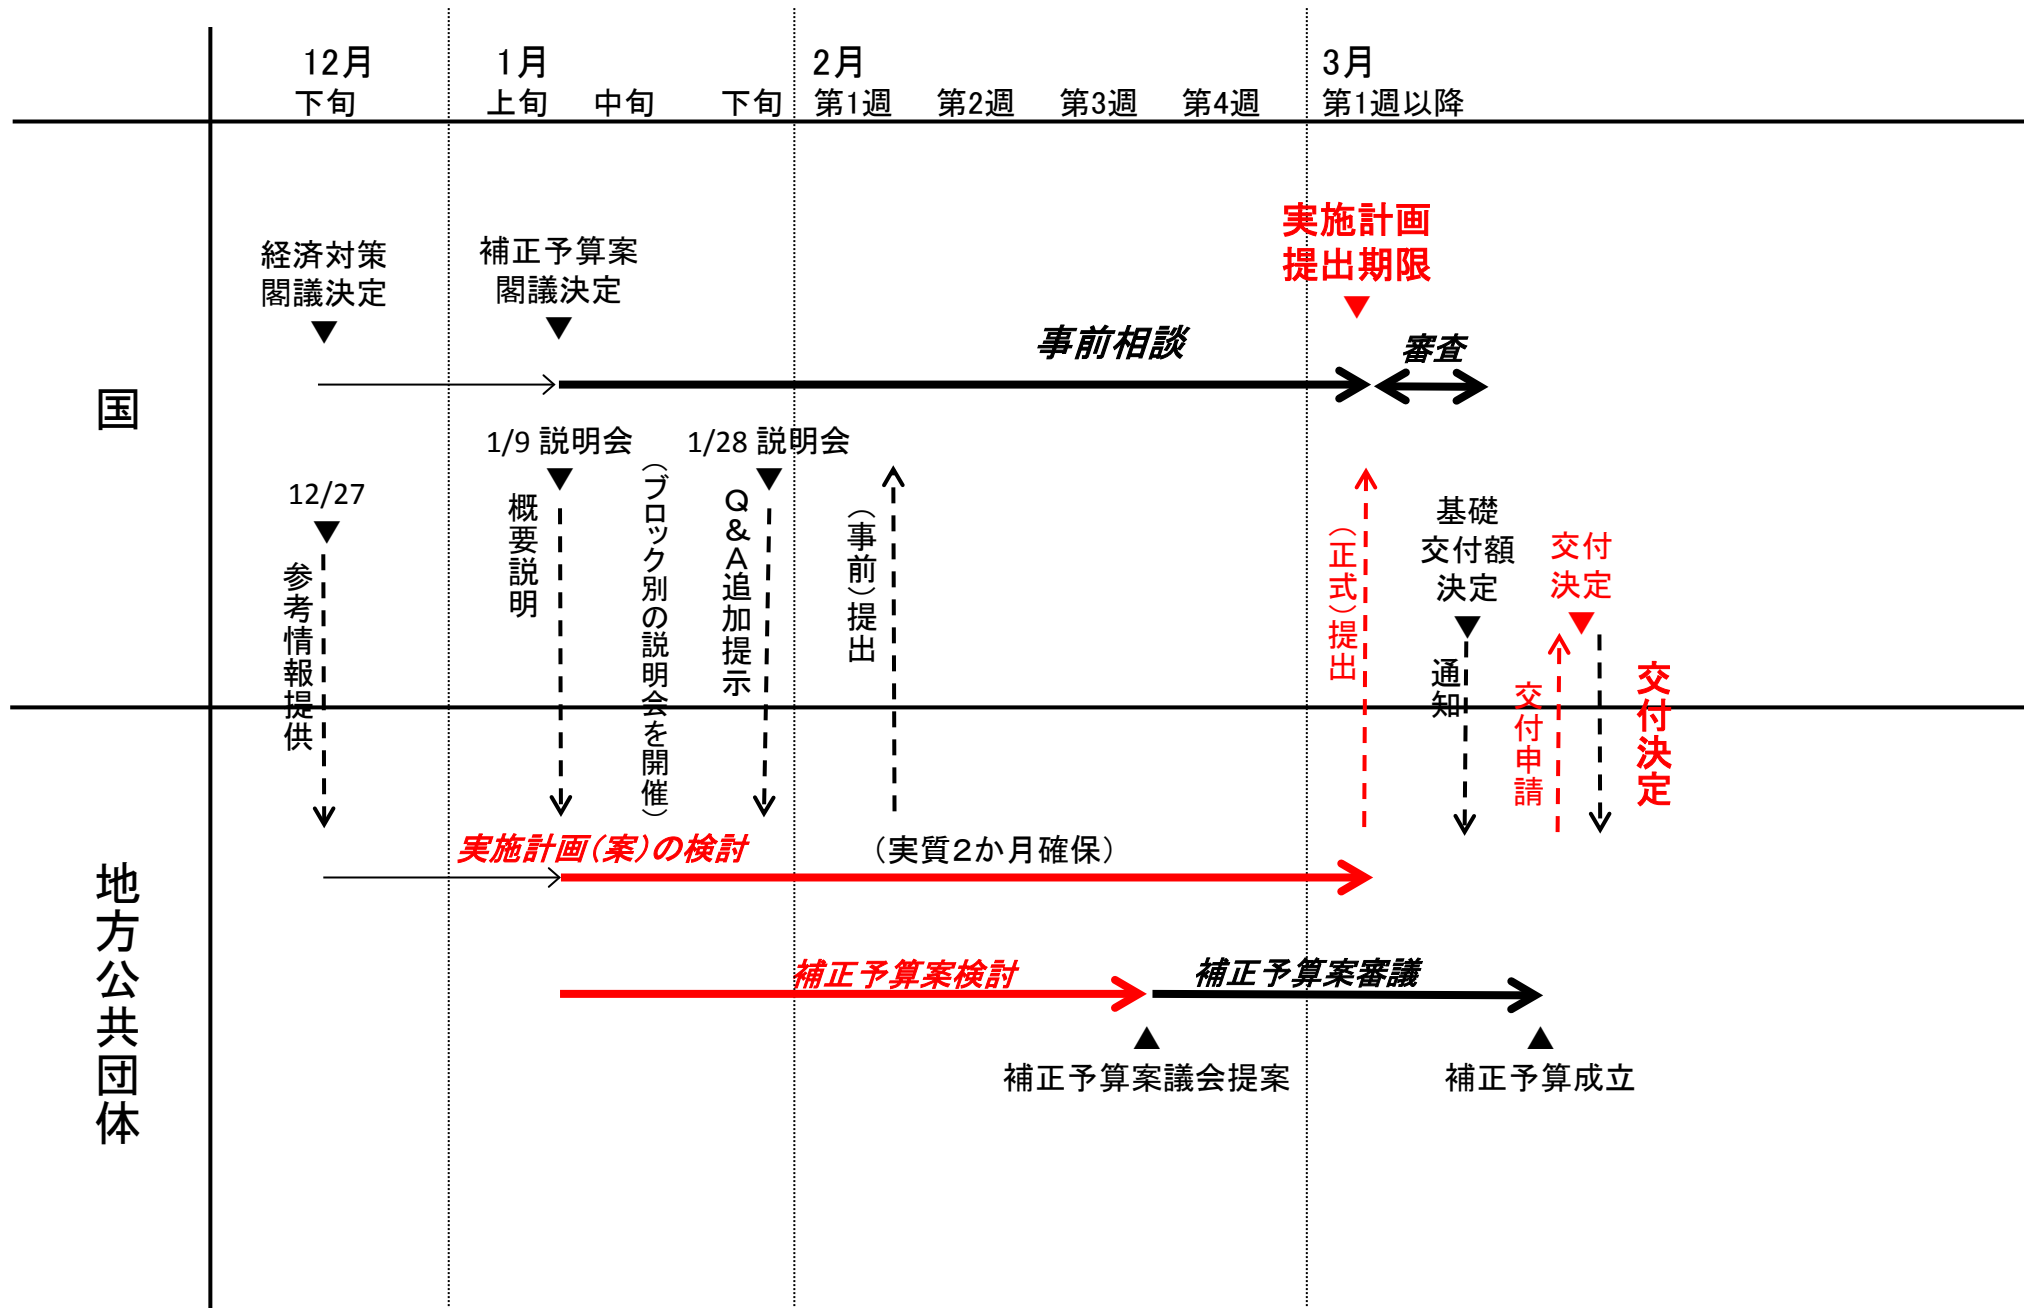 12月
下旬
1月
上旬 中旬 下旬
2月
第1週 第2週 第3週 第4週
3月
第1週以降
国
経済対策
閣議決定
▼
補正予算案
閣議決定
▼
実施計画
提出期限
▼
事前相談
審査
12/27
▼
参考情報提供
1/9 説明会
▼
概要説明
（ブロック別の説明会を開催）
1/28 説明会
▼
Q&A追加提示
（事前）提出
（正式）提出
基礎
交付額
決定
▼
通知
交付
決定
▼
交付申請
交付決定
地方公共団体
実施計画（案）の検討
（実質２か月確保）
補正予算案検討
補正予算案審議
▲
補正予算案議会提案
▲
補正予算成立